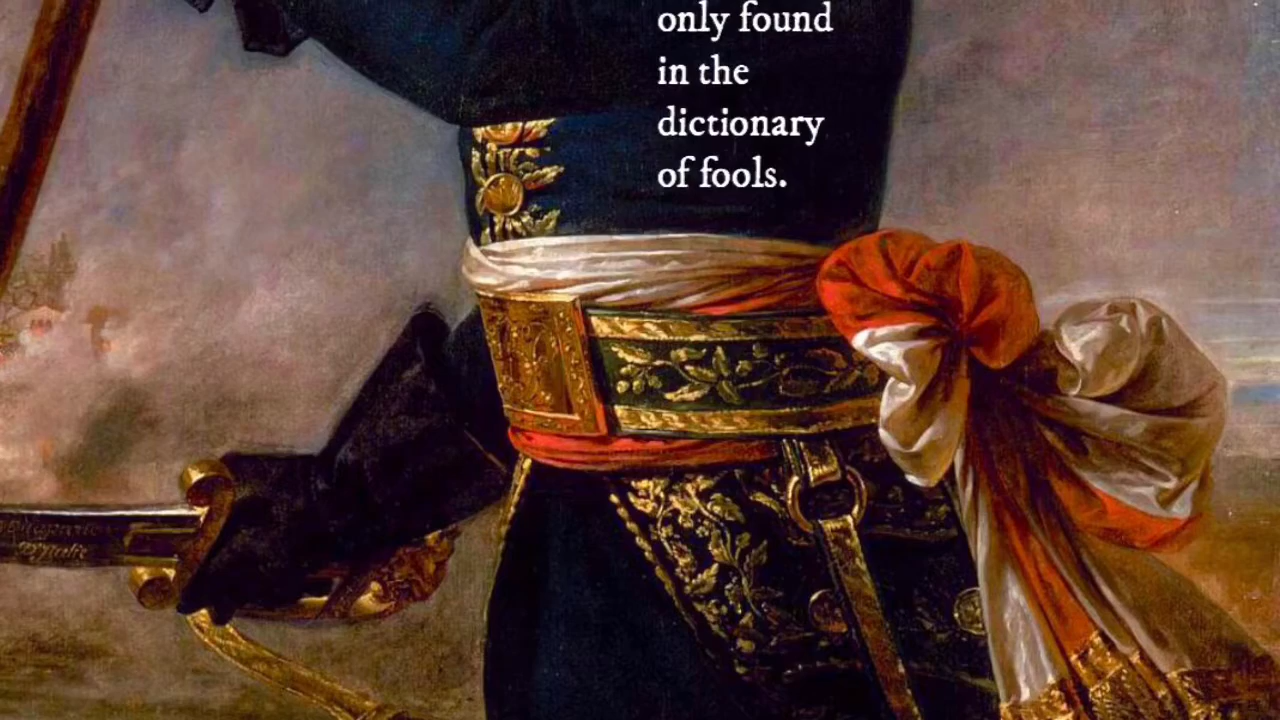 only found
in the
dictionary
of fools.